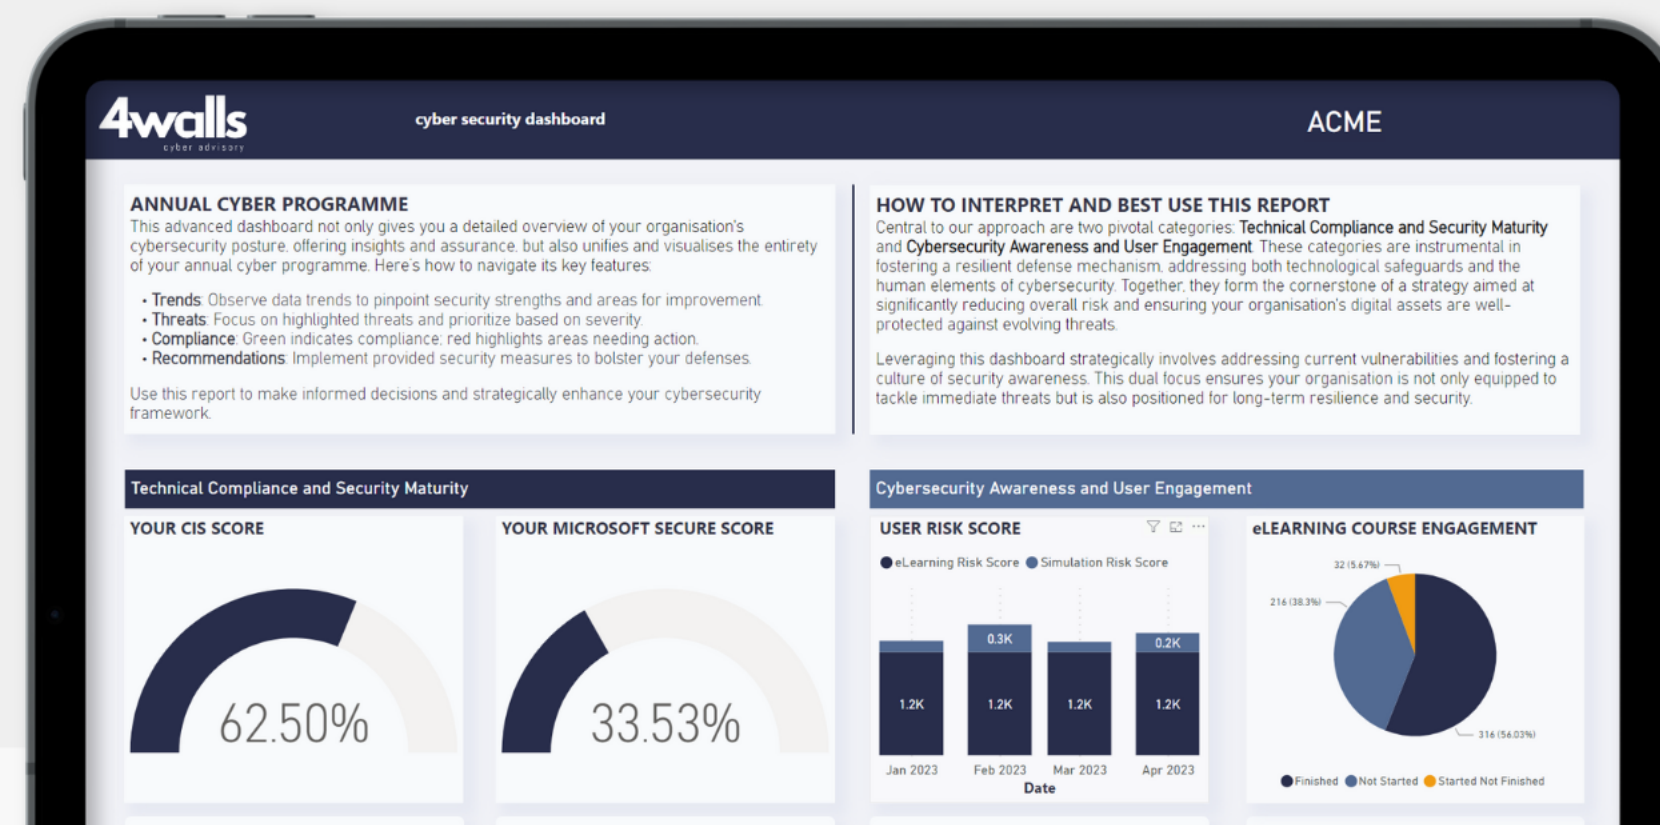 4walls
cyber advisory
cyber security dashboard
ACME
ANNUAL CYBER PROGRAMME
This advanced dashboard not only gives you a detailed overview of your organisation's
cybersecurity posture, offering insights and assurance, but also unifies and visualises the entirety
of your annual cyber programme. Here's how to navigate its key features:
• Trends: Observe data trends to pinpoint security strengths and areas for improvement.
• Threats: Focus on highlighted threats and prioritize based on severity.
• Compliance: Green indicates compliance; red highlights areas needing action.
• Recommendations: Implement provided security measures to bolster your defenses.
Use this report to make informed decisions and strategically enhance your cybersecurity
framework.
HOW TO INTERPRET AND BEST USE THIS REPORT
Central to our approach are two pivotal categories: Technical Compliance and Security Maturity
and Cybersecurity Awareness and User Engagement. These categories are instrumental in
fostering a resilient defense mechanism, addressing both technological safeguards and the
human elements of cybersecurity. Together, they form the cornerstone of a strategy aimed at
significantly reducing overall risk and ensuring your organisation's digital assets are well-
protected against evolving threats.
Leveraging this dashboard strategically involves addressing current vulnerabilities and fostering a
culture of security awareness. This dual focus ensures your organisation is not only equipped to
tackle immediate threats but is also positioned for long-term resilience and security.
Technical Compliance and Security Maturity
YOUR CIS SCORE
62.50%
YOUR MICROSOFT SECURE SCORE
33.53%
Cybersecurity Awareness and User Engagement
USER RISK SCORE
eLearning Risk Score Simulation Risk Score
0.3K 0.2K
1.2K 1.2K 1.2K 1.2K
Jan 2023 Feb 2023 Mar 2023 Apr 2023
Date
eLEARNING COURSE ENGAGEMENT
32 (5.67%)
216 (38.3%)
316 (56.03%)
Finished Not Started Started Not Finished